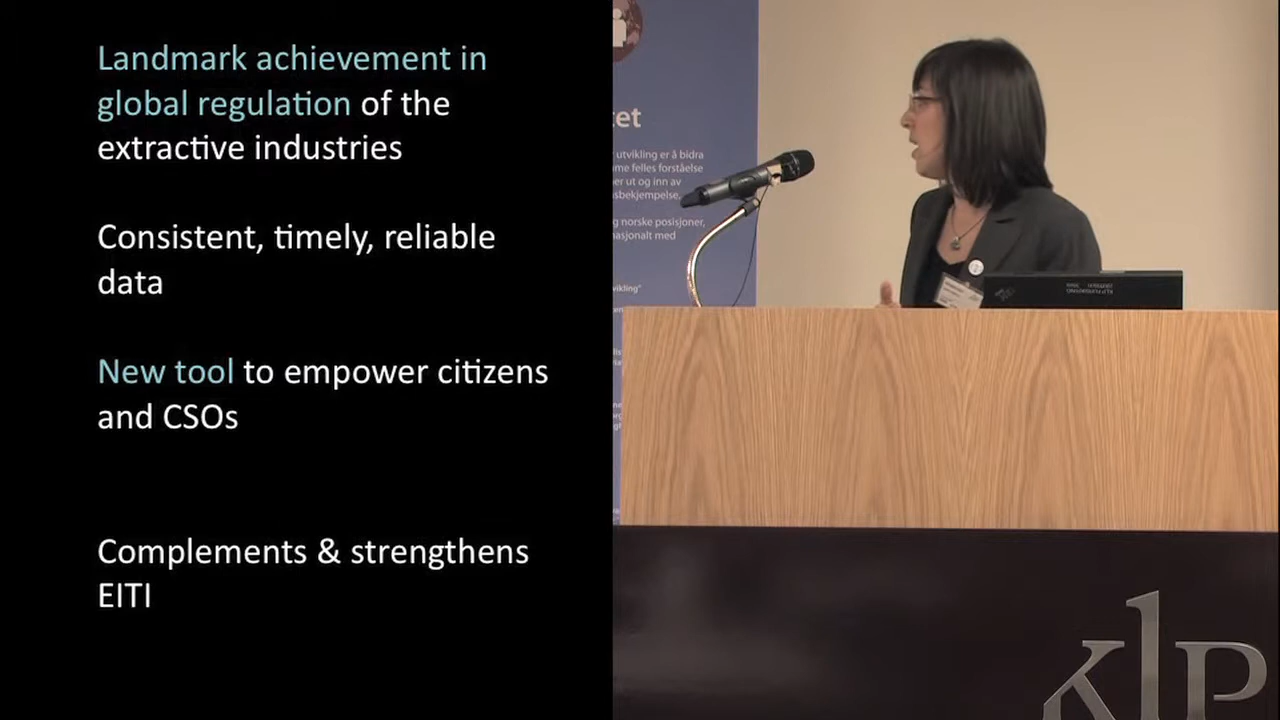 Landmark achievement in
global regulation of the
extractive industries
Consistent, timely, reliable
data
New tool to empower citizens
and CSOs
Complements & strengthens
EITI
tet
utvikling er å bidra
me felles forståelse
er ut og inn av
sbekjempelse.
g norske posisjoner,
nasjonalt med
vikling"
klp